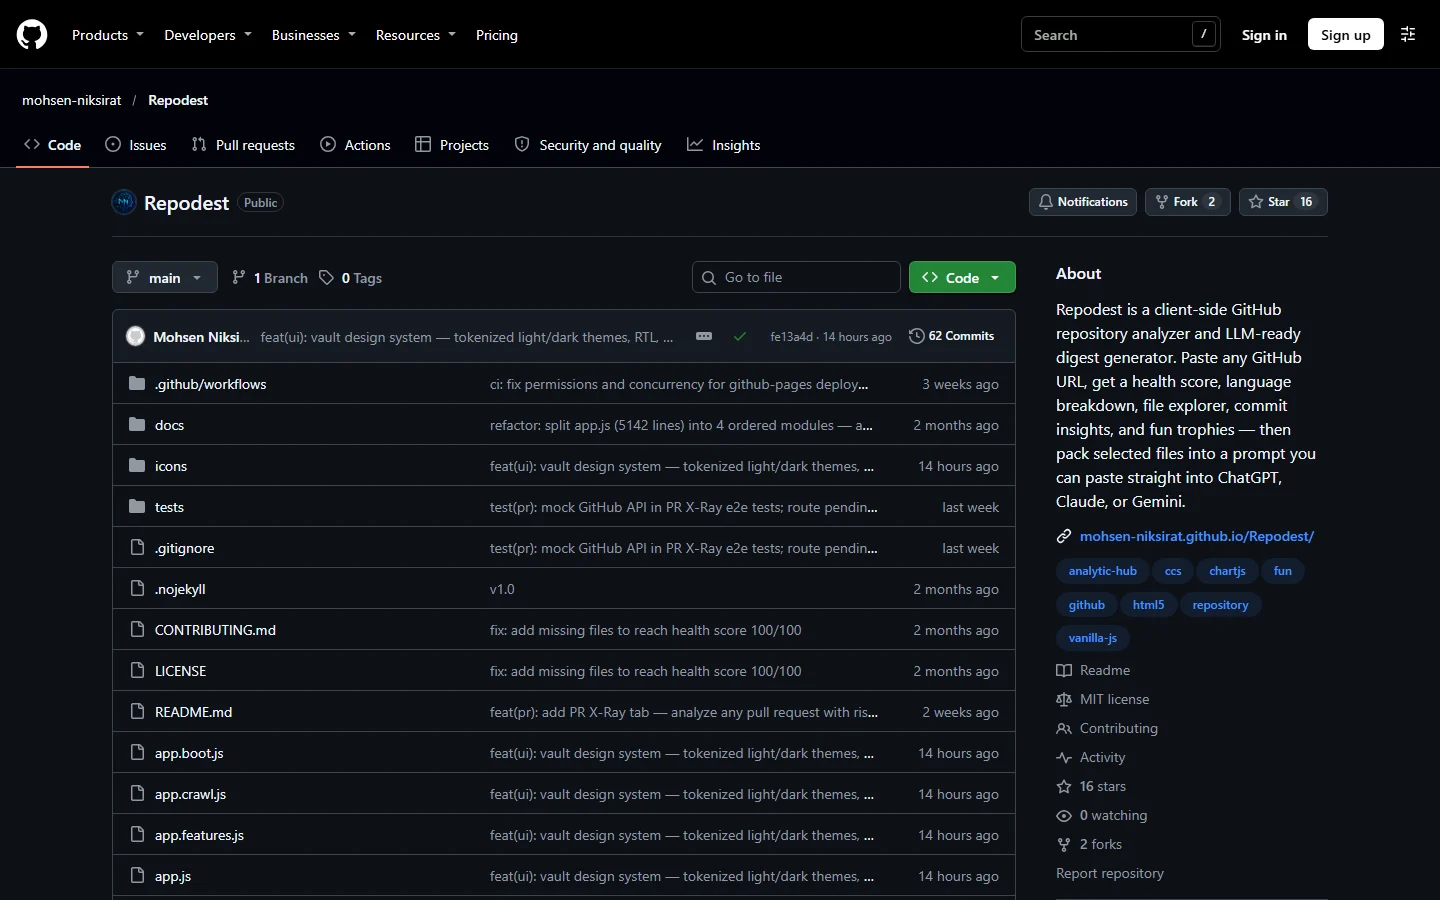 Products Developers Businesses Resources Pricing Search / Sign in Sign up
mohsen-niksirat / Repodest
Code Issues Pull requests Actions Projects Security and quality Insights
Repodest Public Notifications Fork 2 Star 16
main 1 Branch 0 Tags Go to file Code
Mohsen Niksi... feat(ui): vault design system — tokenized light/dark themes, RTL, ... fe13a4d · 14 hours ago 62 Commits
.github/workflows ci: fix permissions and concurrency for github-pages deploy... 3 weeks ago
docs refactor: split app.js (5142 lines) into 4 ordered modules — a... 2 months ago
icons feat(ui): vault design system — tokenized light/dark themes, ... 14 hours ago
tests test(pr): mock GitHub API in PR X-Ray e2e tests; route pendin... last week
.gitignore test(pr): mock GitHub API in PR X-Ray e2e tests; route pendin... last week
.nojekyll v1.0 2 months ago
CONTRIBUTING.md fix: add missing files to reach health score 100/100 2 months ago
LICENSE fix: add missing files to reach health score 100/100 2 months ago
README.md feat(pr): add PR X-Ray tab — analyze any pull request with ris... 2 weeks ago
app.boot.js feat(ui): vault design system — tokenized light/dark themes, ... 14 hours ago
app.crawl.js feat(ui): vault design system — tokenized light/dark themes, ... 14 hours ago
app.features.js feat(ui): vault design system — tokenized light/dark themes, ... 14 hours ago
app.js feat(ui): vault design system — tokenized light/dark themes, ... 14 hours ago
About
Repodest is a client-side GitHub
repository analyzer and LLM-ready
digest generator. Paste any GitHub
URL, get a health score, language
breakdown, file explorer, commit
insights, and fun trophies — then
pack selected files into a prompt you
can paste straight into ChatGPT,
Claude, or Gemini.
mohsen-niksirat.github.io/Repodest/
analytic-hub ccs chartjs fun
github html5 repository
vanilla-js
Readme
MIT license
Contributing
Activity
16 stars
0 watching
2 forks
Report repository